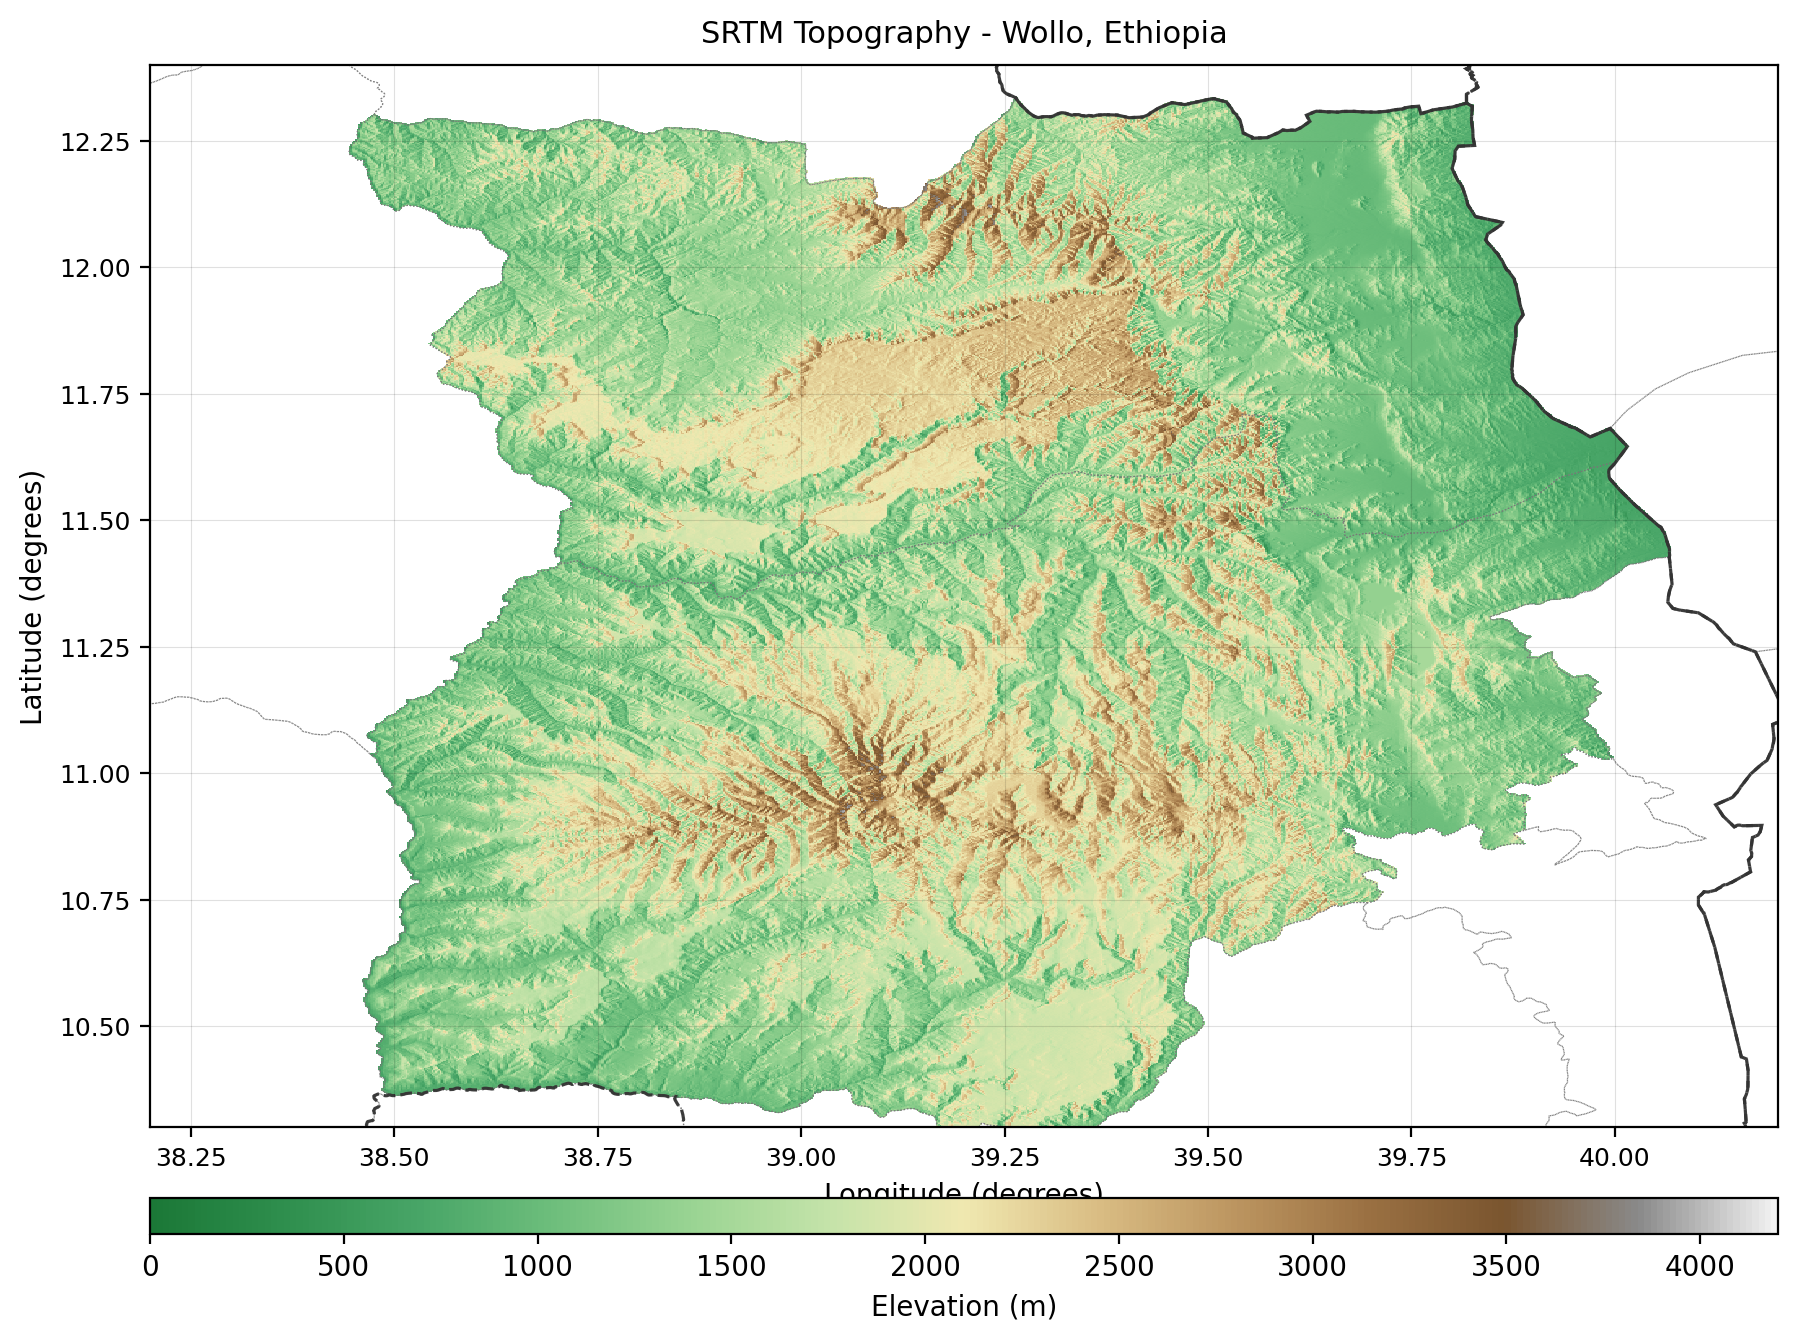 SRTM Topography - Wollo, Ethiopia
12.25
12.00
11.75
11.50
11.25
11.00
10.75
10.50
Latitude (degrees)
38.25 38.50 38.75 39.00 39.25 39.50 39.75 40.00
Longitude (degrees)
0 500 1000 1500 2000 2500 3000 3500 4000
Elevation (m)